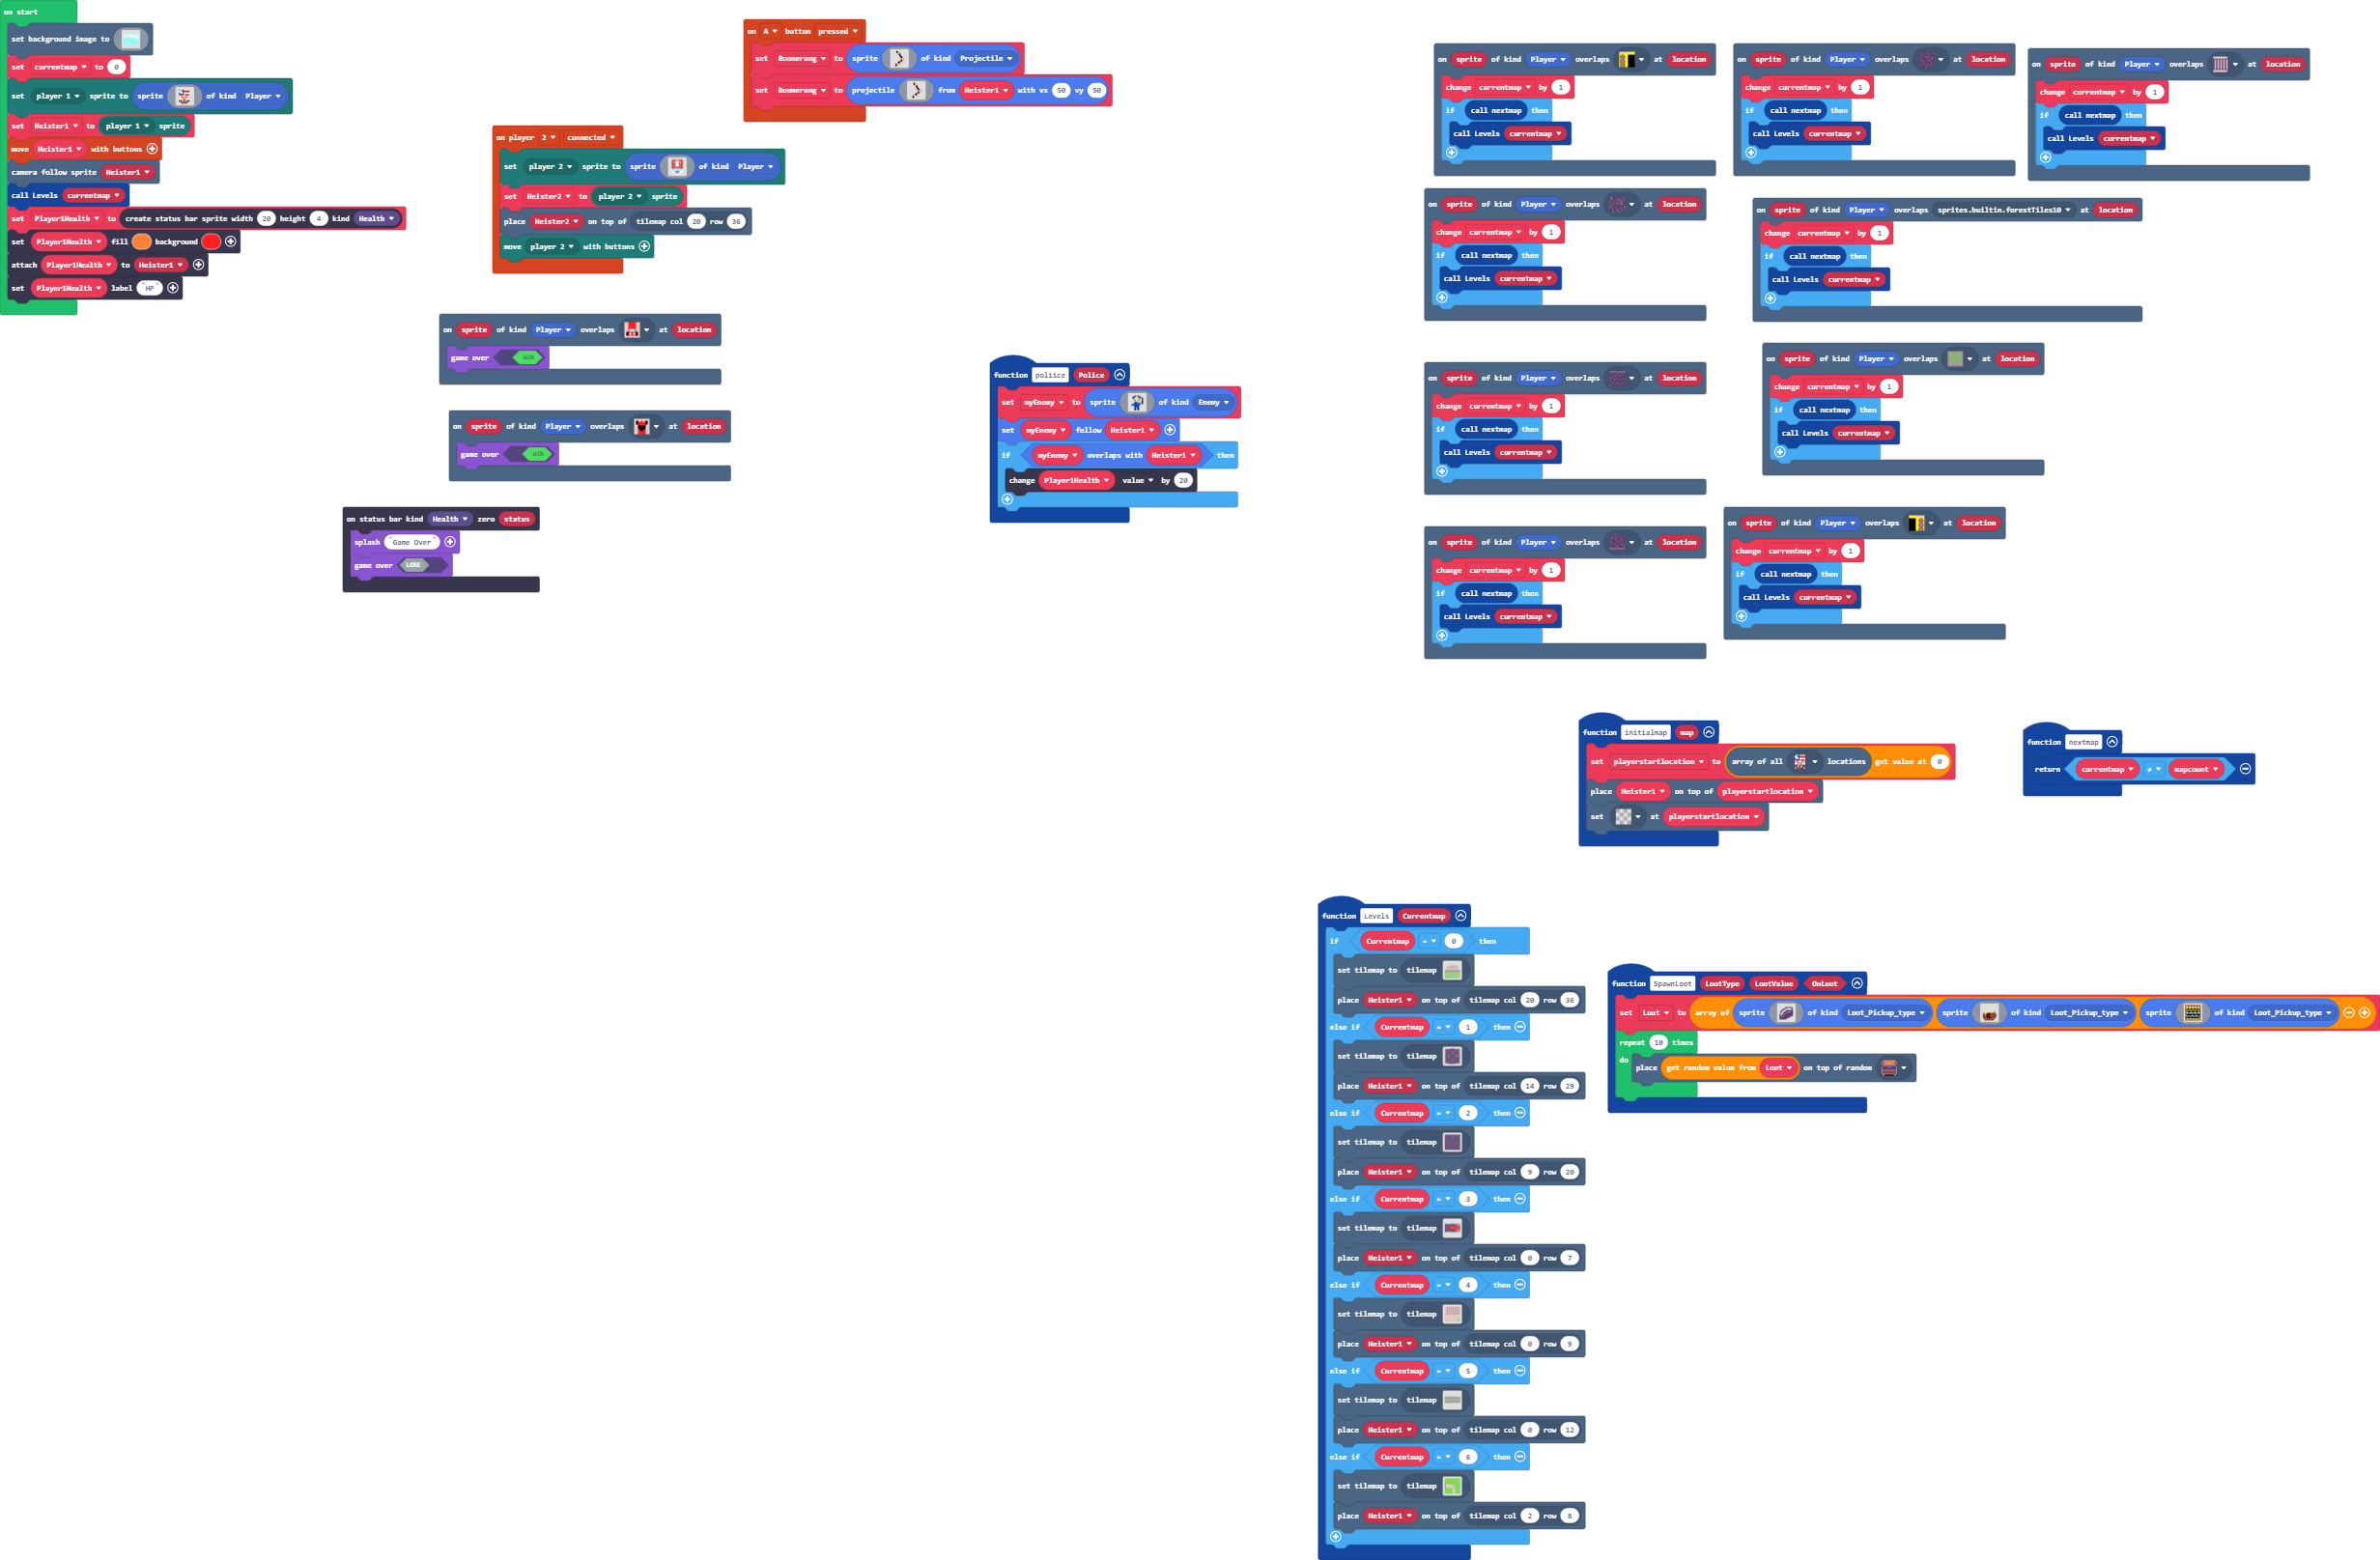 on start
set background image to
set currentmap to 0
set player 1 sprite to sprite of kind Player
set Heister1 to player 1 sprite
move Heister1 with buttons
camera follow sprite Heister1
call Levels currentmap
set Player1Health to create status bar sprite width 20 height 4 kind Health
set Player1Health fill background
attach Player1Health to Heister1
set Player1Health label "HP"
on A button pressed
set Boomerang to sprite of kind Projectile
set Boomerang to projectile from Heister1 with vx 50 vy 50
on player 2 connected
set player 2 sprite to sprite of kind Player
set Heister2 to player 2 sprite
place Heister2 on top of tilemap col 20 row 36
move player 2 with buttons
on sprite of kind Player overlaps at location
game over WIN
on sprite of kind Player overlaps at location
game over WIN
on status bar kind Health zero status
splash "Game Over"
game over LOSE
function poliice Police
set myEnemy to sprite of kind Enemy
set myEnemy follow Heister1
if myEnemy overlaps with Heister1 then
change Player1Health value by 20
on sprite of kind Player overlaps at location
change currentmap by 1
if call nextmap then
call Levels currentmap
on sprite of kind Player overlaps at location
change currentmap by 1
if call nextmap then
call Levels currentmap
on sprite of kind Player overlaps at location
change currentmap by 1
if call nextmap then
call Levels currentmap
on sprite of kind Player overlaps at location
change currentmap by 1
if call nextmap then
call Levels currentmap
on sprite of kind Player overlaps sprites.builtin.forestTiles10 at location
change currentmap by 1
if call nextmap then
call Levels currentmap
on sprite of kind Player overlaps at location
change currentmap by 1
if call nextmap then
call Levels currentmap
on sprite of kind Player overlaps at location
change currentmap by 1
if call nextmap then
call Levels currentmap
on sprite of kind Player overlaps at location
change currentmap by 1
if call nextmap then
call Levels currentmap
on sprite of kind Player overlaps at location
change currentmap by 1
if call nextmap then
call Levels currentmap
function initialmap map
set playerstartlocation to array of all locations get value at 0
place Heister1 on top of playerstartlocation
set at playerstartlocation
function nextmap
return currentmap ≠ mapcount
function Levels Currentmap
if Currentmap = 0 then
set tilemap to tilemap
place Heister1 on top of tilemap col 20 row 36
else if Currentmap = 1 then
set tilemap to tilemap
place Heister1 on top of tilemap col 14 row 29
else if Currentmap = 2 then
set tilemap to tilemap
place Heister1 on top of tilemap col 9 row 20
else if Currentmap = 3 then
set tilemap to tilemap
place Heister1 on top of tilemap col 0 row 7
else if Currentmap = 4 then
set tilemap to tilemap
place Heister1 on top of tilemap col 0 row 9
else if Currentmap = 5 then
set tilemap to tilemap
place Heister1 on top of tilemap col 0 row 12
else if Currentmap = 6 then
set tilemap to tilemap
place Heister1 on top of tilemap col 2 row 8
function SpawnLoot LootType LootValue OnLoot
set Loot to array of sprite of kind Loot_Pickup_type sprite of kind Loot_Pickup_type sprite of kind Loot_Pickup_type
repeat 10 times
do
place get random value from Loot on top of random